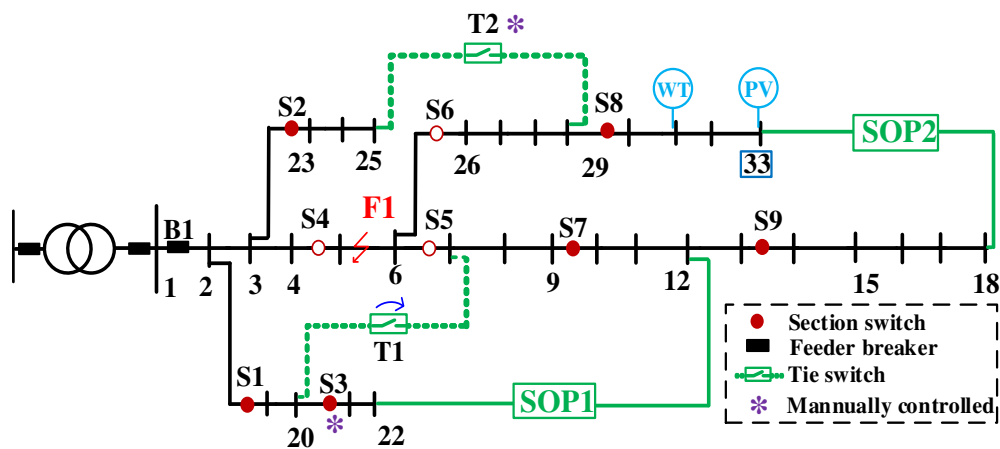 T2 *
S2
S6
S8
WT
PV
23
25
26
29
33
SOP2
B1
S4
F1
S5
S7
S9
1
2
3
4
6
9
12
15
18
T1
S1
S3
*
20
22
SOP1
Section switch
Feeder breaker
Tie switch
* Mannually controlled